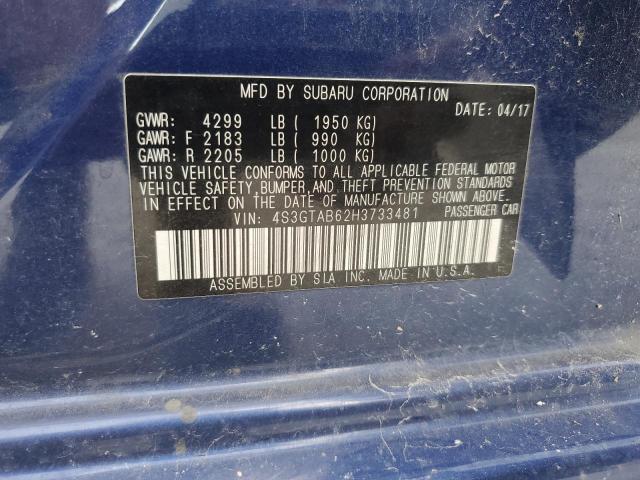 MFD BY SUBARU CORPORATION
DATE: 04/17
GVWR: 4299 LB ( 1950 KG)
GAWR: F 2183 LB ( 990 KG)
GAWR: R 2205 LB ( 1000 KG)
THIS VEHICLE CONFORMS TO ALL APPLICABLE FEDERAL MOTOR
VEHICLE SAFETY, BUMPER, AND THEFT PREVENTION STANDARDS
IN EFFECT ON THE DATE OF MANUFACTURE SHOWN ABOVE.
VIN: 4S3GTAB62H3733481 PASSENGER CAR
ASSEMBLED BY SIA INC. MADE IN U.S.A.